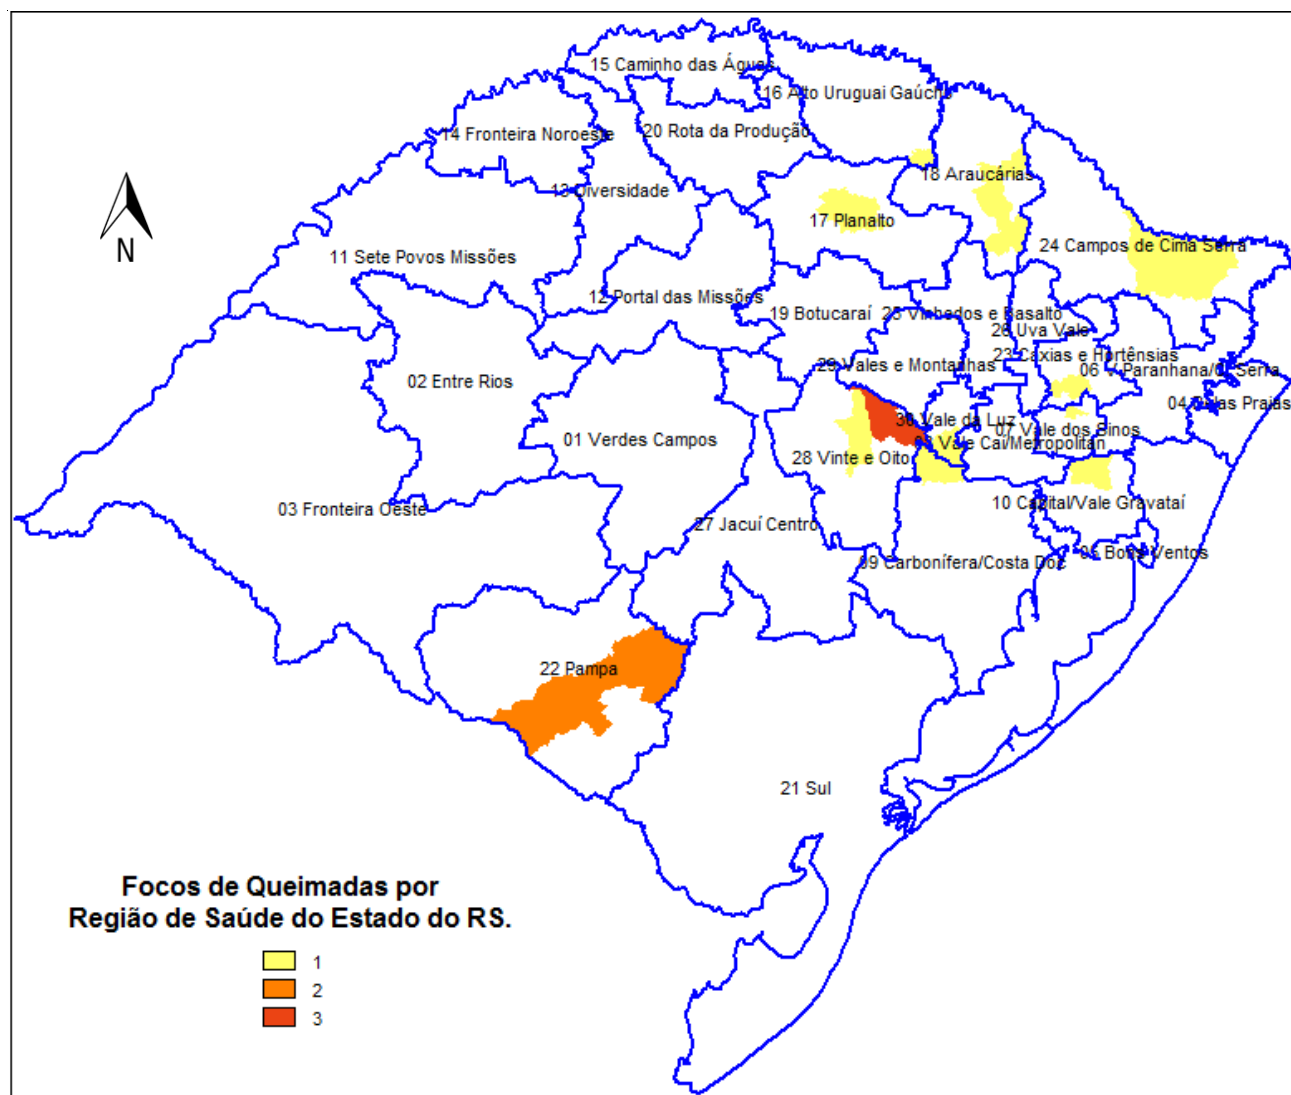 15 Caminho das Águas
16 Alto Uruguai Gaúcho
14 Fronteira Noroeste
20 Rota da Produção
18 Araucárias
13 Diversidade
17 Planalto
N
24 Campos de Cima Serra
11 Sete Povos Missões
12 Portal das Missões
19 Botucaraí
25 Vinhedos e Basalto
26 Uva Vale
23 Caxias e Hortênsias
29 Vales e Montanhas
06 V. Paranhana/C. Serra
02 Entre Rios
04 Belas Praias
30 Vale da Luz
07 Vale dos Sinos
01 Verdes Campos
08 Vale Caí/Metropolitan
28 Vinte e Oito
10 Capital/Vale Gravataí
03 Fronteira Oeste
27 Jacuí Centro
05 Bons Ventos
09 Carbonífera/Costa Doc
22 Pampa
21 Sul
Focos de Queimadas por
Região de Saúde do Estado do RS.
1
2
3